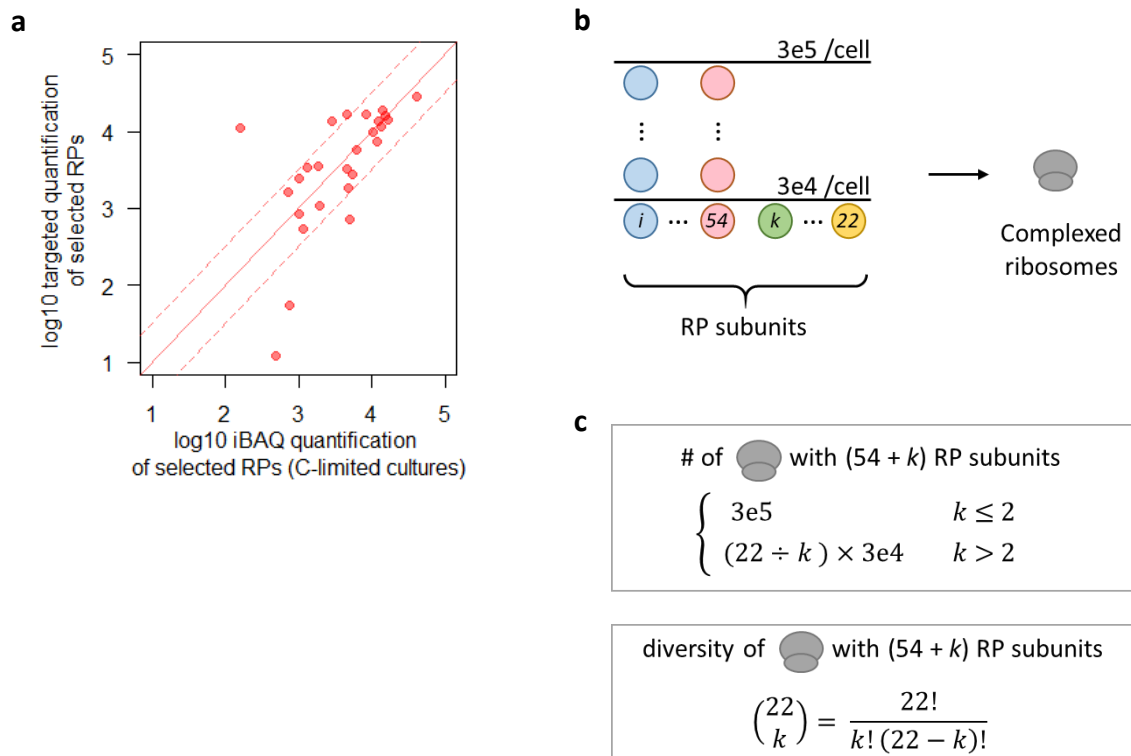 a
5
4
3
2
1
log10 targeted quantification
of selected RPs
1 2 3 4 5
log10 iBAQ quantification
of selected RPs (C-limited cultures)
b
3e5 /cell
3e4/cell
i ... 54 k ... 22
RP subunits
Complexed
ribosomes
c
# of with (54 + k) RP subunits
3e5 k ≤ 2
(22 ÷ k ) × 3e4 k > 2
diversity of with (54 + k) RP subunits
(22 k) = 22! / k! (22 − k)!